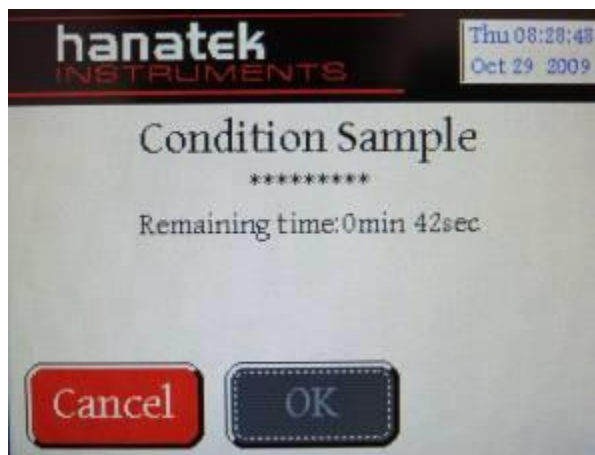 hanatek
INSTRUMENTS
Thu 08:28:48
Oct 29 2009
Condition Sample
*********
Remaining time:0min 42sec
Cancel
OK